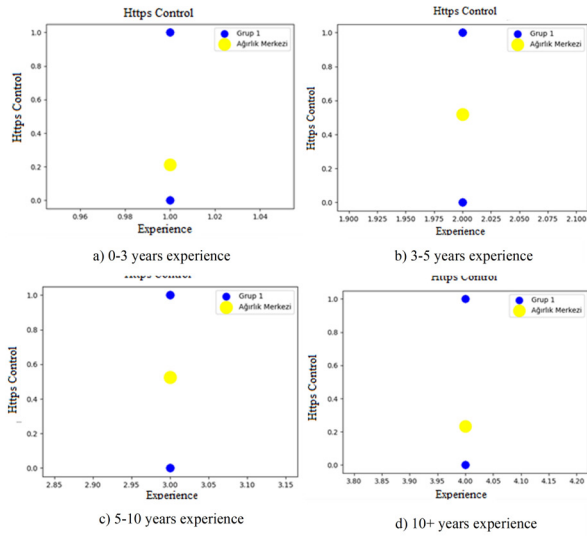 Https Control
Grup 1
Ağırlık Merkezi
Https Control
1.0
0.8
0.6
0.4
0.2
0.0
0.96
0.98
1.00
1.02
1.04
Experience
a) 0-3 years experience
Https Control
Grup 1
Ağırlık Merkezi
Https Control
1.0
0.8
0.6
0.4
0.2
0.0
1.900
1.925
1.950
1.975
2.000
2.025
2.050
2.075
2.100
Experience
b) 3-5 years experience
Https Control
Grup 1
Ağırlık Merkezi
Https Control
1.0
0.8
0.6
0.4
0.2
0.0
2.85
2.90
2.95
3.00
3.05
3.10
3.15
Experience
c) 5-10 years experience
Https Control
Grup 1
Ağırlık Merkezi
Https Control
1.0
0.8
0.6
0.4
0.2
0.0
3.80
3.85
3.90
3.95
4.00
4.05
4.10
4.15
4.20
Experience
d) 10+ years experience